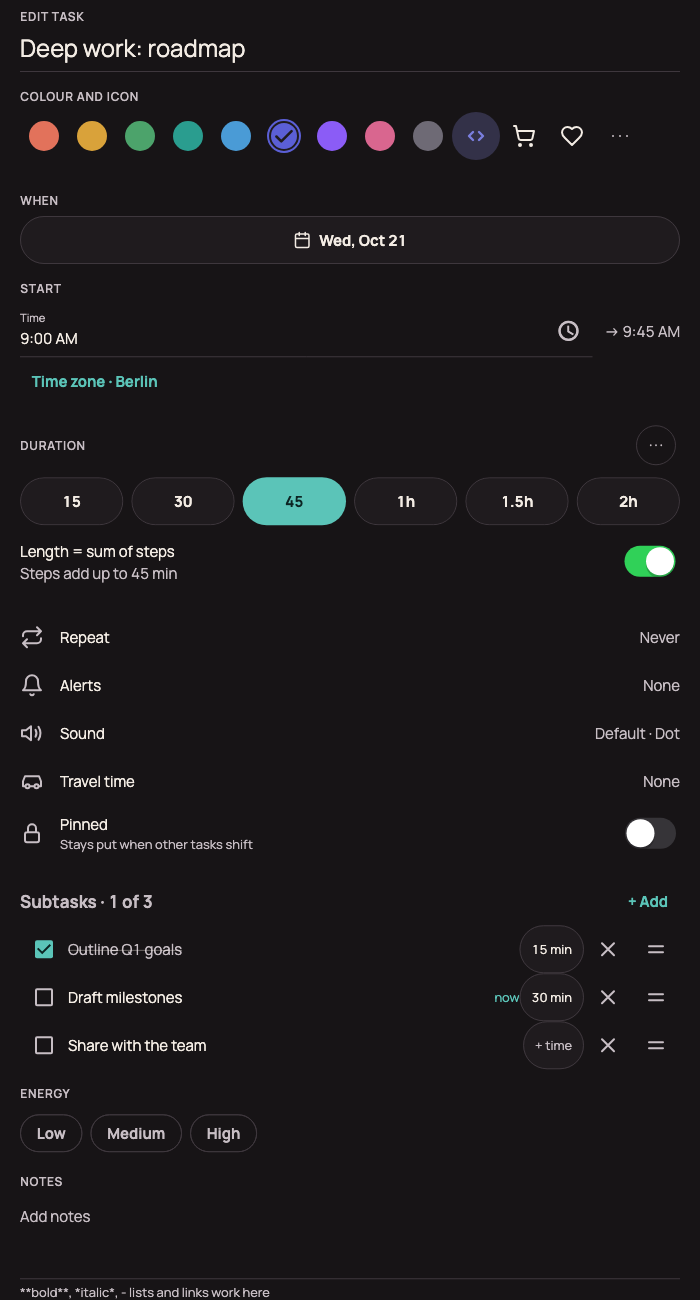 EDIT TASK
Deep work: roadmap
COLOUR AND ICON
WHEN
Wed, Oct 21
START
Time
9:00 AM
→ 9:45 AM
Time zone · Berlin
DURATION
15 30 45 1h 1.5h 2h
Length = sum of steps
Steps add up to 45 min
Repeat Never
Alerts None
Sound Default · Dot
Travel time None
Pinned
Stays put when other tasks shift
Subtasks · 1 of 3 + Add
Outline Q1 goals 15 min
Draft milestones now 30 min
Share with the team + time
ENERGY
Low Medium High
NOTES
Add notes
**bold**, *italic*, - lists and links work here